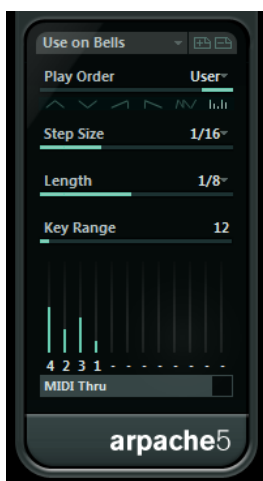 Use on Bells
Play Order User
Step Size 1/16
Length 1/8
Key Range 12
4 2 3 1 - - - - - - - -
MIDI Thru
arpache5